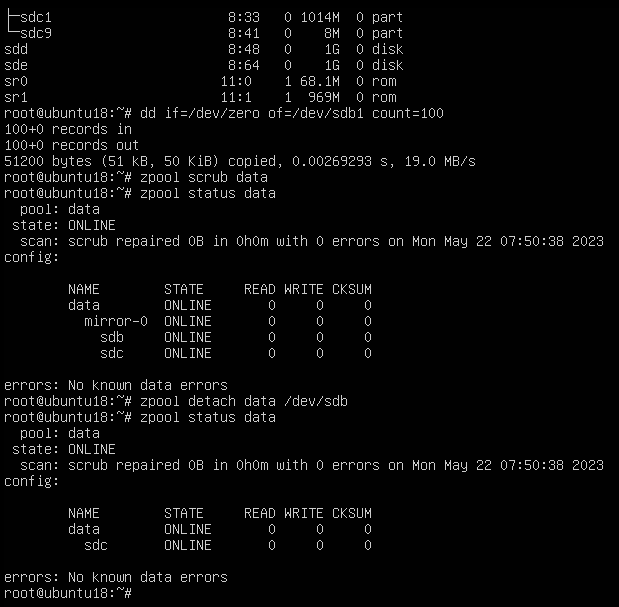 ├─sdc1                      8:33   0 1014M  0 part
└─sdc9                      8:41   0    8M  0 part
sdd                         8:48   0    1G  0 disk
sde                         8:64   0    1G  0 disk
sr0                        11:0    1 68.1M  0 rom
sr1                        11:1    1  969M  0 rom
root@ubuntu18:~# dd if=/dev/zero of=/dev/sdb1 count=100
100+0 records in
100+0 records out
51200 bytes (51 kB, 50 KiB) copied, 0.00269293 s, 19.0 MB/s
root@ubuntu18:~# zpool scrub data
root@ubuntu18:~# zpool status data
  pool: data
 state: ONLINE
  scan: scrub repaired 0B in 0h0m with 0 errors on Mon May 22 07:50:38 2023
config:

        NAME        STATE     READ WRITE CKSUM
        data        ONLINE       0     0     0
          mirror-0  ONLINE       0     0     0
            sdb     ONLINE       0     0     0
            sdc     ONLINE       0     0     0

errors: No known data errors
root@ubuntu18:~# zpool detach data /dev/sdb
root@ubuntu18:~# zpool status data
  pool: data
 state: ONLINE
  scan: scrub repaired 0B in 0h0m with 0 errors on Mon May 22 07:50:38 2023
config:

        NAME        STATE     READ WRITE CKSUM
        data        ONLINE       0     0     0
          sdc       ONLINE       0     0     0

errors: No known data errors
root@ubuntu18:~#